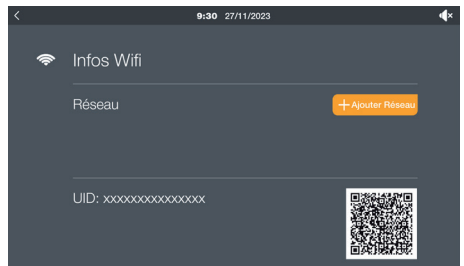 9:30 27/11/2023
Infos Wifi
Réseau
+ Ajouter Réseau
UID: xxxxxxxxxxxxxxx